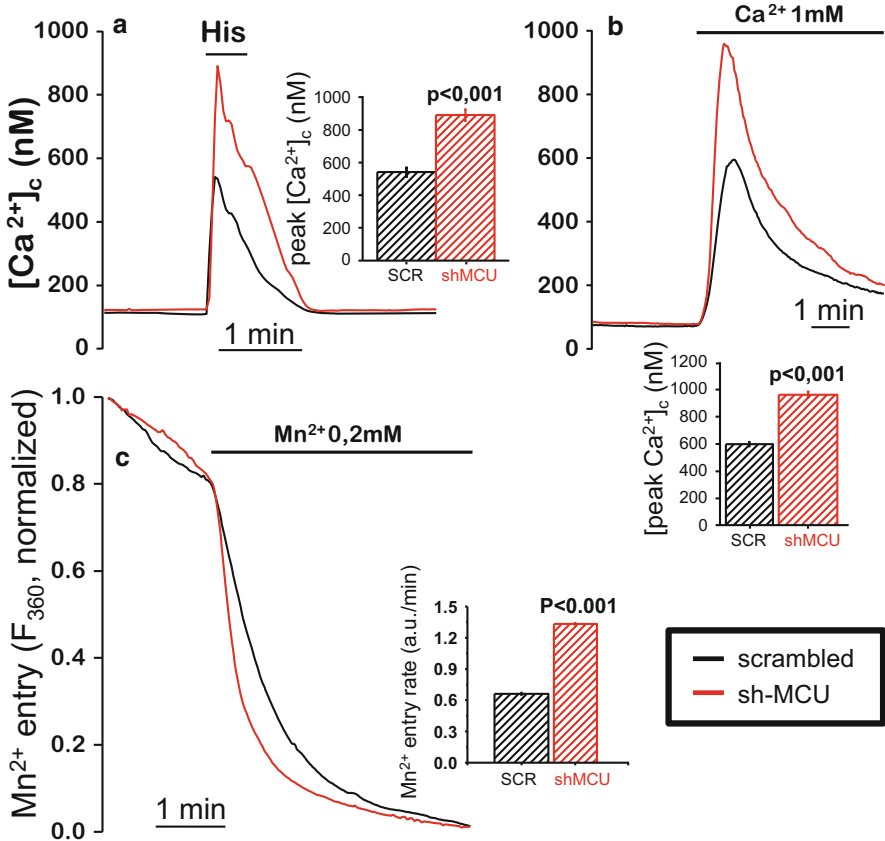 a
His
[Ca²⁺]c (nM)
1000
800
600
400
200
0
1 min
peak [Ca²⁺]c (nM)
1000
800
600
400
200
0
p<0,001
SCR
shMCU
b
Ca²⁺ 1mM
1000
800
600
400
200
0
1 min
[peak Ca²⁺]c (nM)
1200
1000
800
600
400
200
0
p<0,001
SCR
shMCU
c
Mn²⁺ 0,2mM
Mn²⁺ entry (F₃₆₀, normalized)
1.0
0.8
0.6
0.4
0.2
0.0
1 min
Mn²⁺ entry rate (a.u./min)
1.5
1.2
0.9
0.6
0.3
0.0
P<0.001
SCR
shMCU
scrambled
sh-MCU